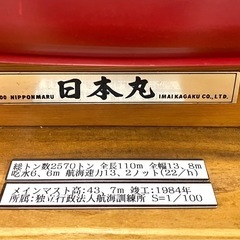 00 NIPPONMARU
日本丸
IMAI KAGAKU CO., LTD.
総トン数2570トン 全長110m 全幅13、8m
吃水6、6m 航海速力13、2ノット(22/h)
メインマスト高:43、7m 竣工:1984年
所属:独立行政法人航海訓練所 S=1/100